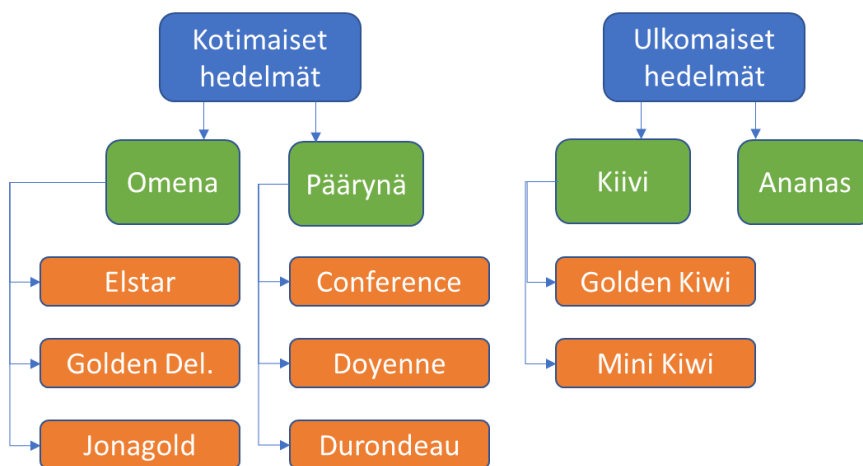 Kotimaiset
hedelmät
Ulkomaiset
hedelmät
Omena
Päärynä
Kiivi
Ananas
Elstar
Conference
Golden Kiwi
Golden Del.
Doyenne
Mini Kiwi
Jonagold
Durondeau